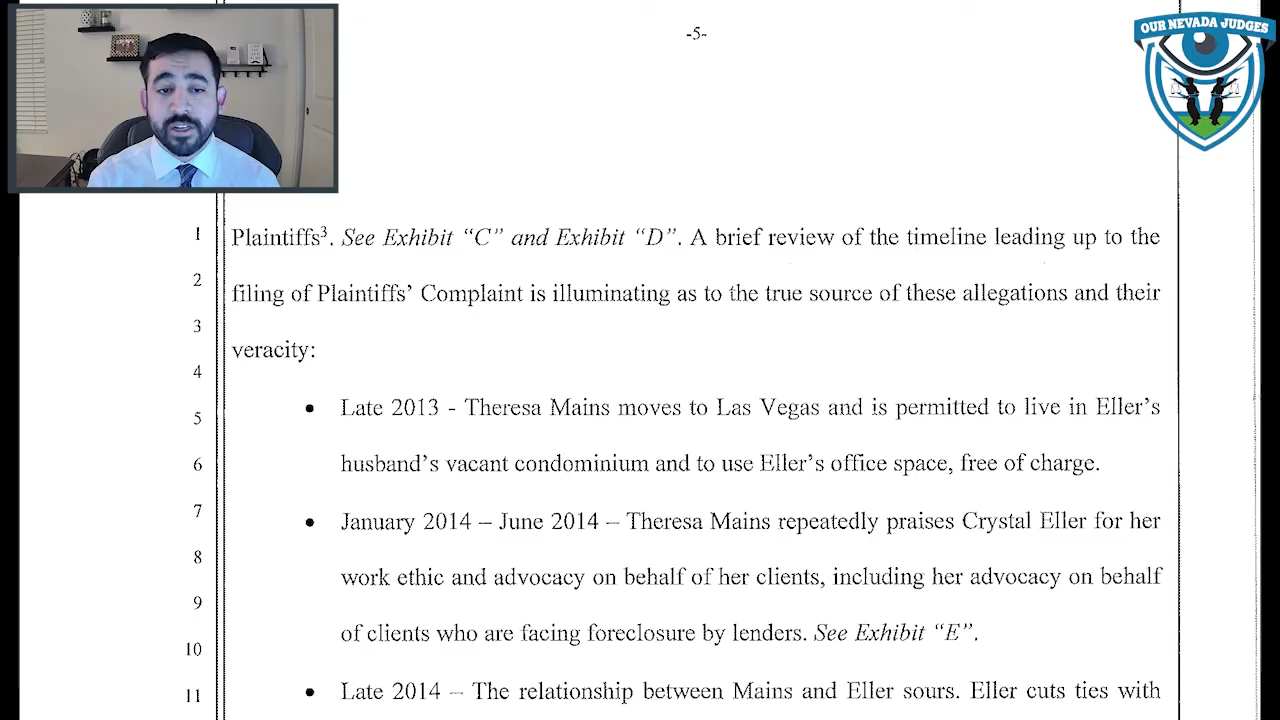 -5-
OUR NEVADA JUDGES
1 Plaintiffs³. See Exhibit “C” and Exhibit “D”. A brief review of the timeline leading up to the
2 filing of Plaintiffs’ Complaint is illuminating as to the true source of these allegations and their
3 veracity:
4
5 • Late 2013 - Theresa Mains moves to Las Vegas and is permitted to live in Eller’s
6 husband’s vacant condominium and to use Eller’s office space, free of charge.
7 • January 2014 – June 2014 – Theresa Mains repeatedly praises Crystal Eller for her
8 work ethic and advocacy on behalf of her clients, including her advocacy on behalf
9
10 of clients who are facing foreclosure by lenders. See Exhibit “E”.
11 • Late 2014 – The relationship between Mains and Eller sours. Eller cuts ties with